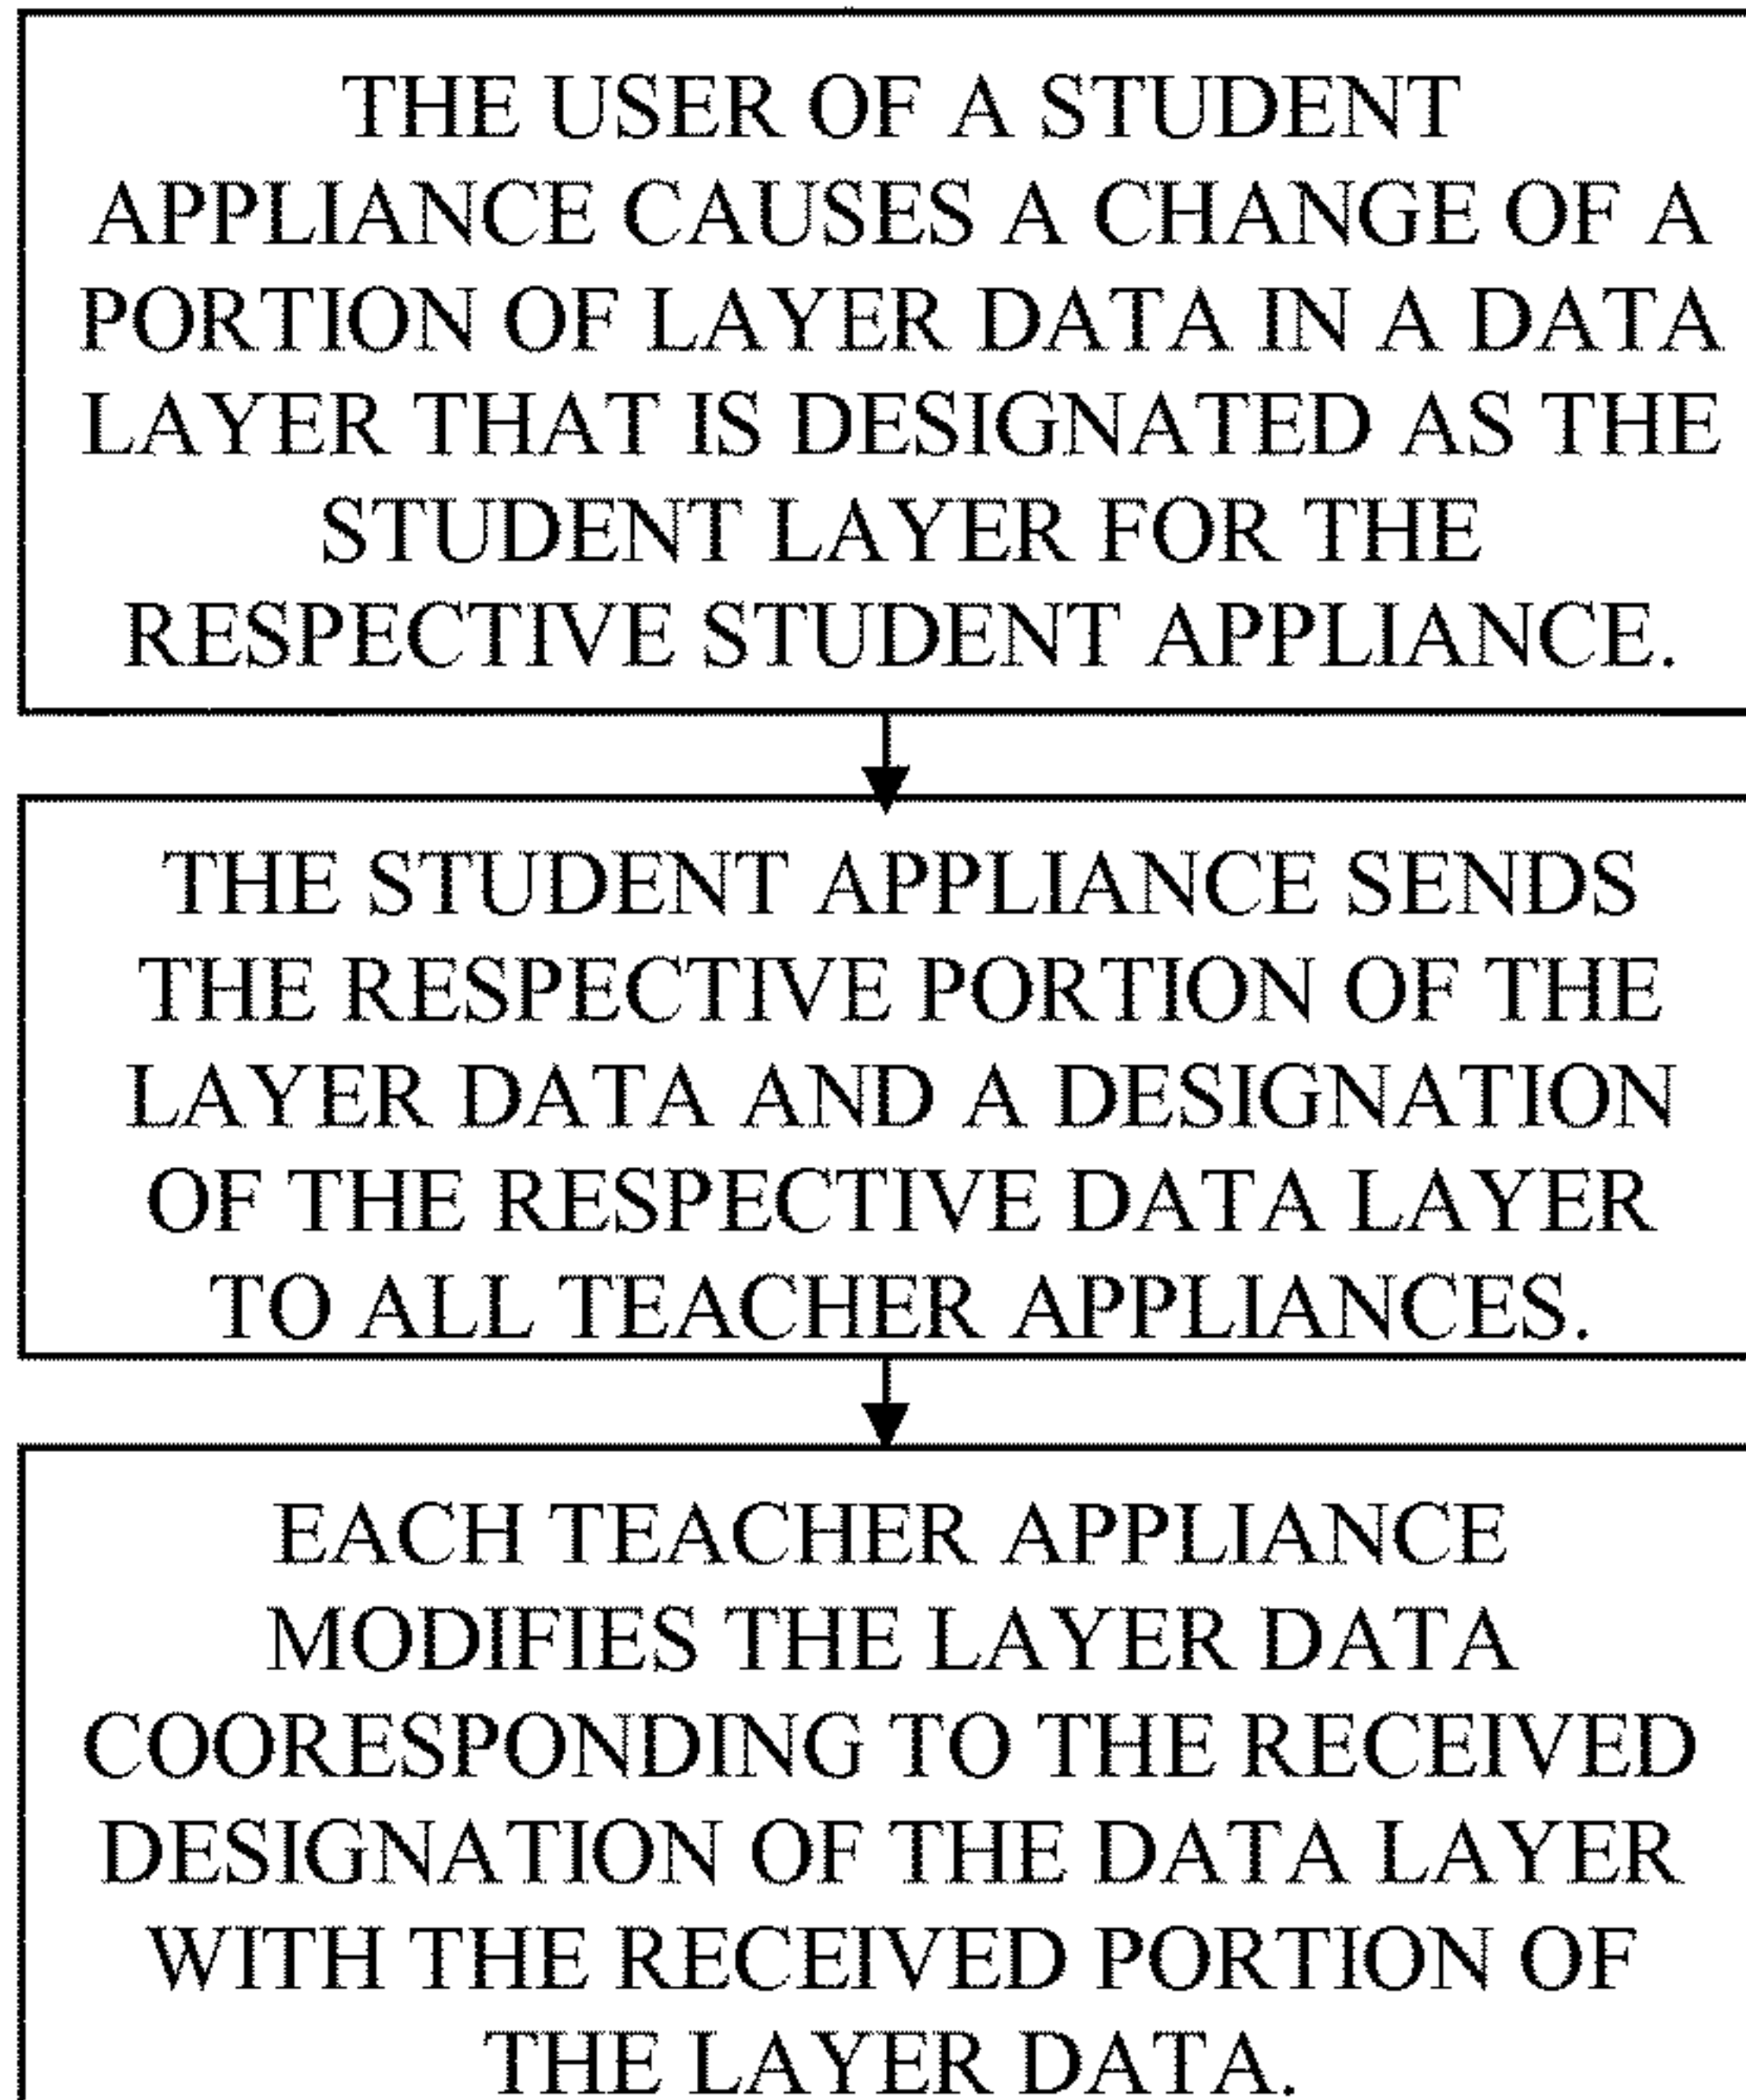 THE USER OF A STUDENT
APPLIANCE CAUSES A CHANGE OF A
PORTION OF LAYER DATA IN A DATA
LAYER THAT IS DESIGNATED AS THE
STUDENT LAYER FOR THE
RESPECTIVE STUDENT APPLIANCE.
THE STUDENT APPLIANCE SENDS
THE RESPECTIVE PORTION OF THE
LAYER DATA AND A DESIGNATION
OF THE RESPECTIVE DATA LAYER
TO ALL TEACHER APPLIANCES.
EACH TEACHER APPLIANCE
MODIFIES THE LAYER DATA
COORESPONDING TO THE RECEIVED
DESIGNATION OF THE DATA LAYER
WITH THE RECEIVED PORTION OF
THE LAYER DATA.